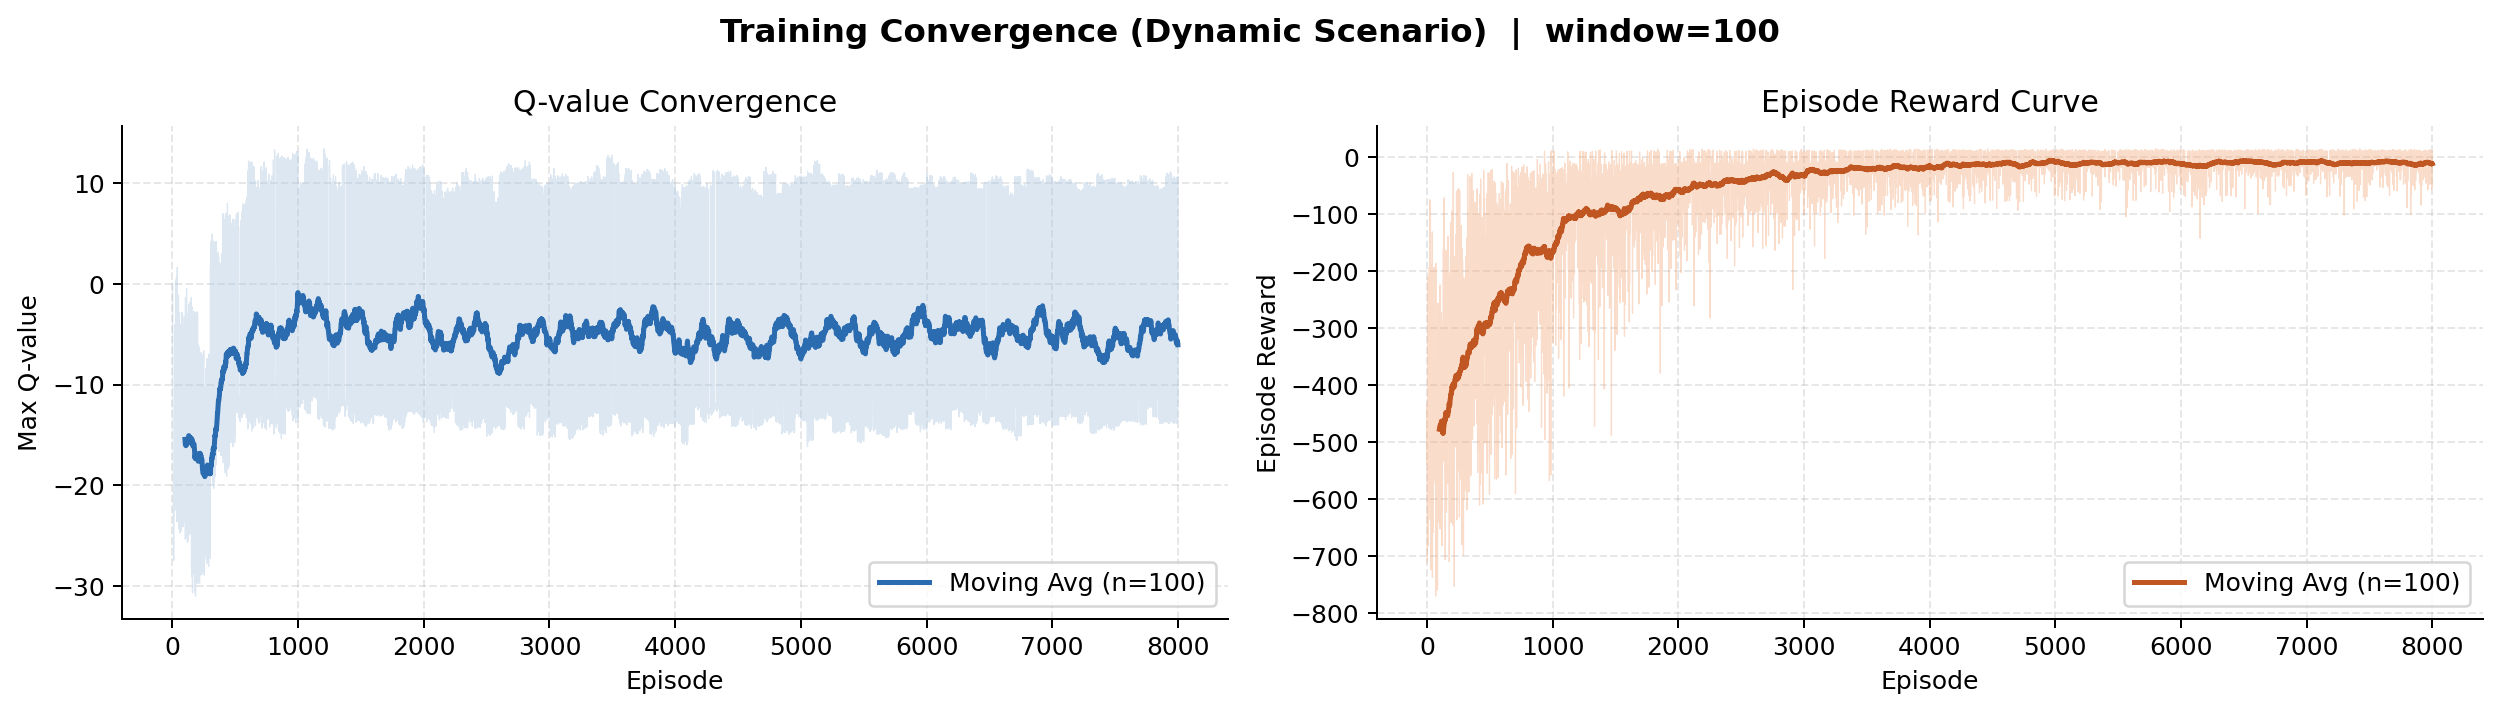 Training Convergence (Dynamic Scenario) | window=100
Q-value Convergence
Max Q-value
10
0
−10
−20
−30
Moving Avg (n=100)
0 1000 2000 3000 4000 5000 6000 7000 8000
Episode
Episode Reward Curve
Episode Reward
0
−100
−200
−300
−400
−500
−600
−700
−800
Moving Avg (n=100)
0 1000 2000 3000 4000 5000 6000 7000 8000
Episode